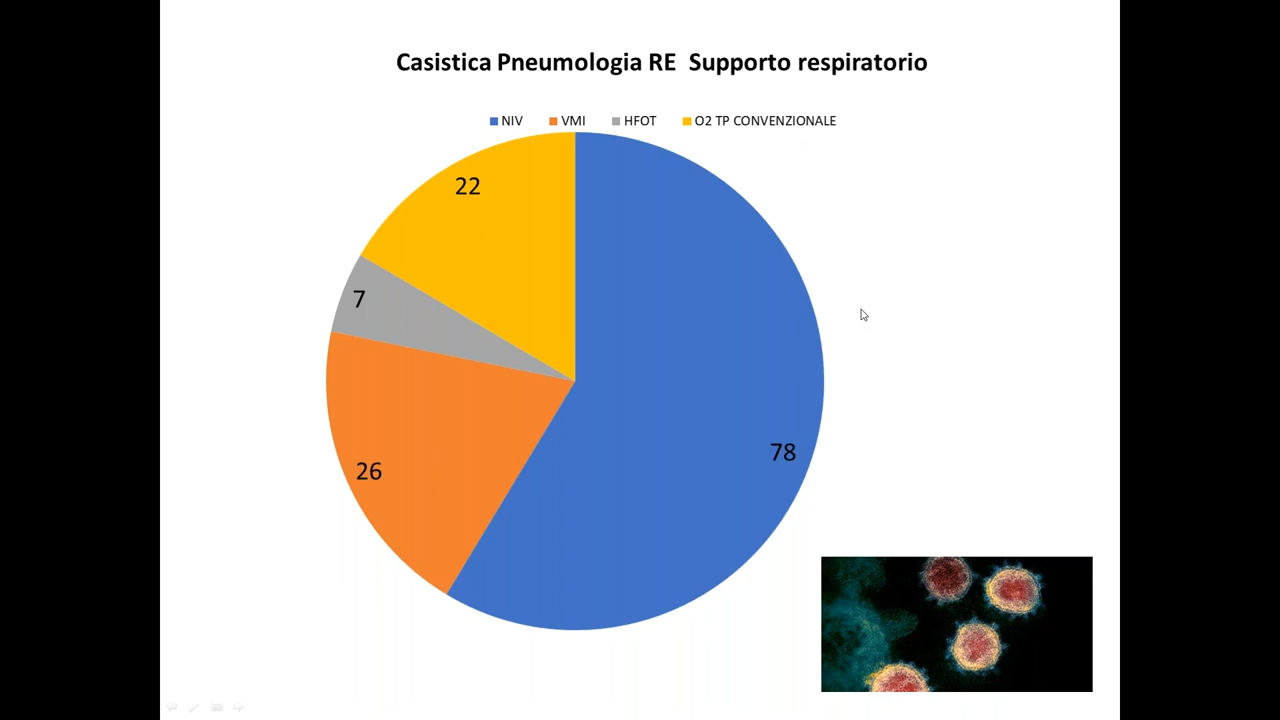 Casistica Pneumologia RE  Supporto respiratorio
NIV VMI HFOT O2 TP CONVENZIONALE
22
7
78
26